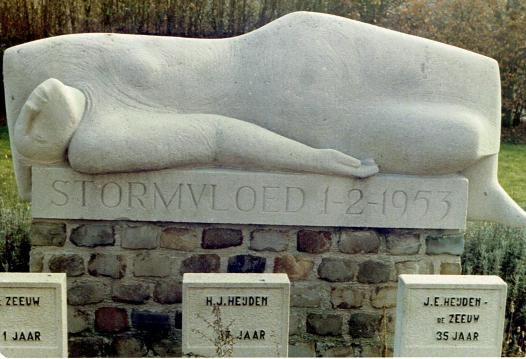 STORMVLOED 1-2-1953
ZEEUW
1 JAAR
H.J. HEIJDEN
JAAR
J.E. HEIJDEN -
DE ZEEUW
35 JAAR